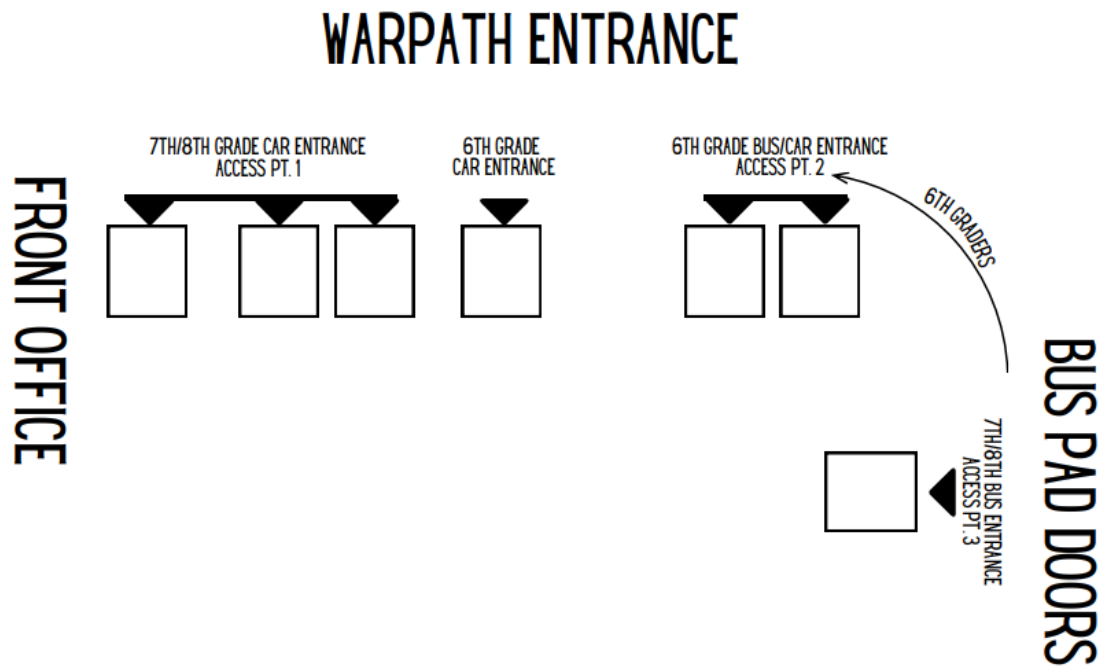 WARPATH ENTRANCE
7TH/8TH GRADE CAR ENTRANCE
ACCESS PT. 1
6TH GRADE
CAR ENTRANCE
6TH GRADE BUS/CAR ENTRANCE
ACCESS PT. 2
6TH GRADERS
FRONT OFFICE
BUS PAD DOORS
7TH/8TH BUS ENTRANCE
ACCESS PT. 3